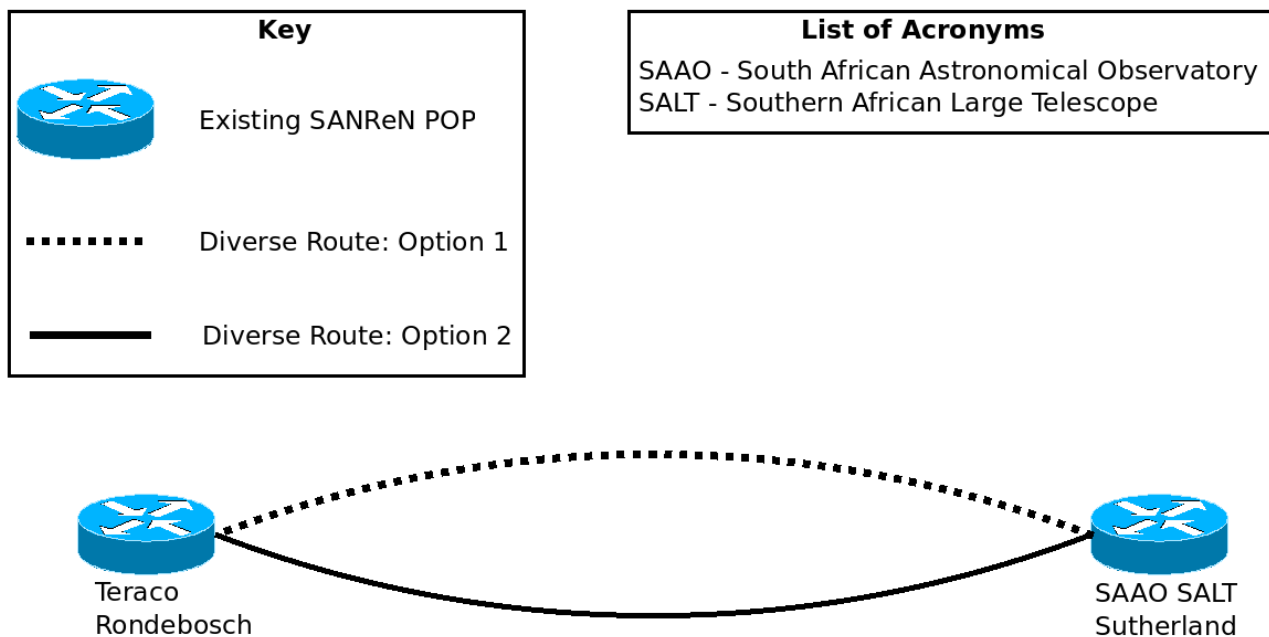 Key
Existing SANReN POP
Diverse Route: Option 1
Diverse Route: Option 2
List of Acronyms
SAAO - South African Astronomical Observatory
SALT - Southern African Large Telescope
Teraco
Rondebosch
SAAO SALT
Sutherland